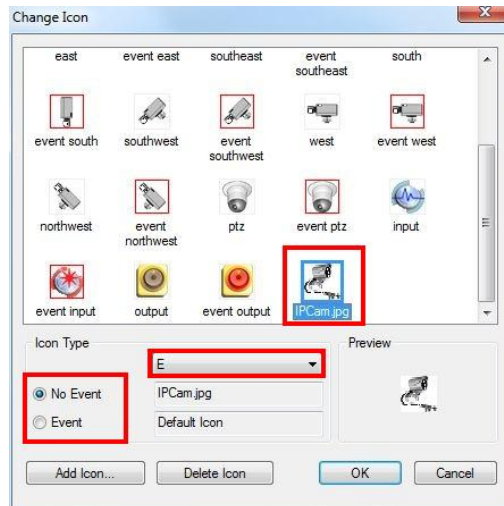 Change Icon
east event east southeast event southeast south
event south southwest event southwest west event west
northwest event northwest ptz event ptz input
event input output event output IPCam.jpg
Icon Type
Preview
E
No Event
IPCam.jpg
Event
Default Icon
Add Icon...
Delete Icon
OK
Cancel